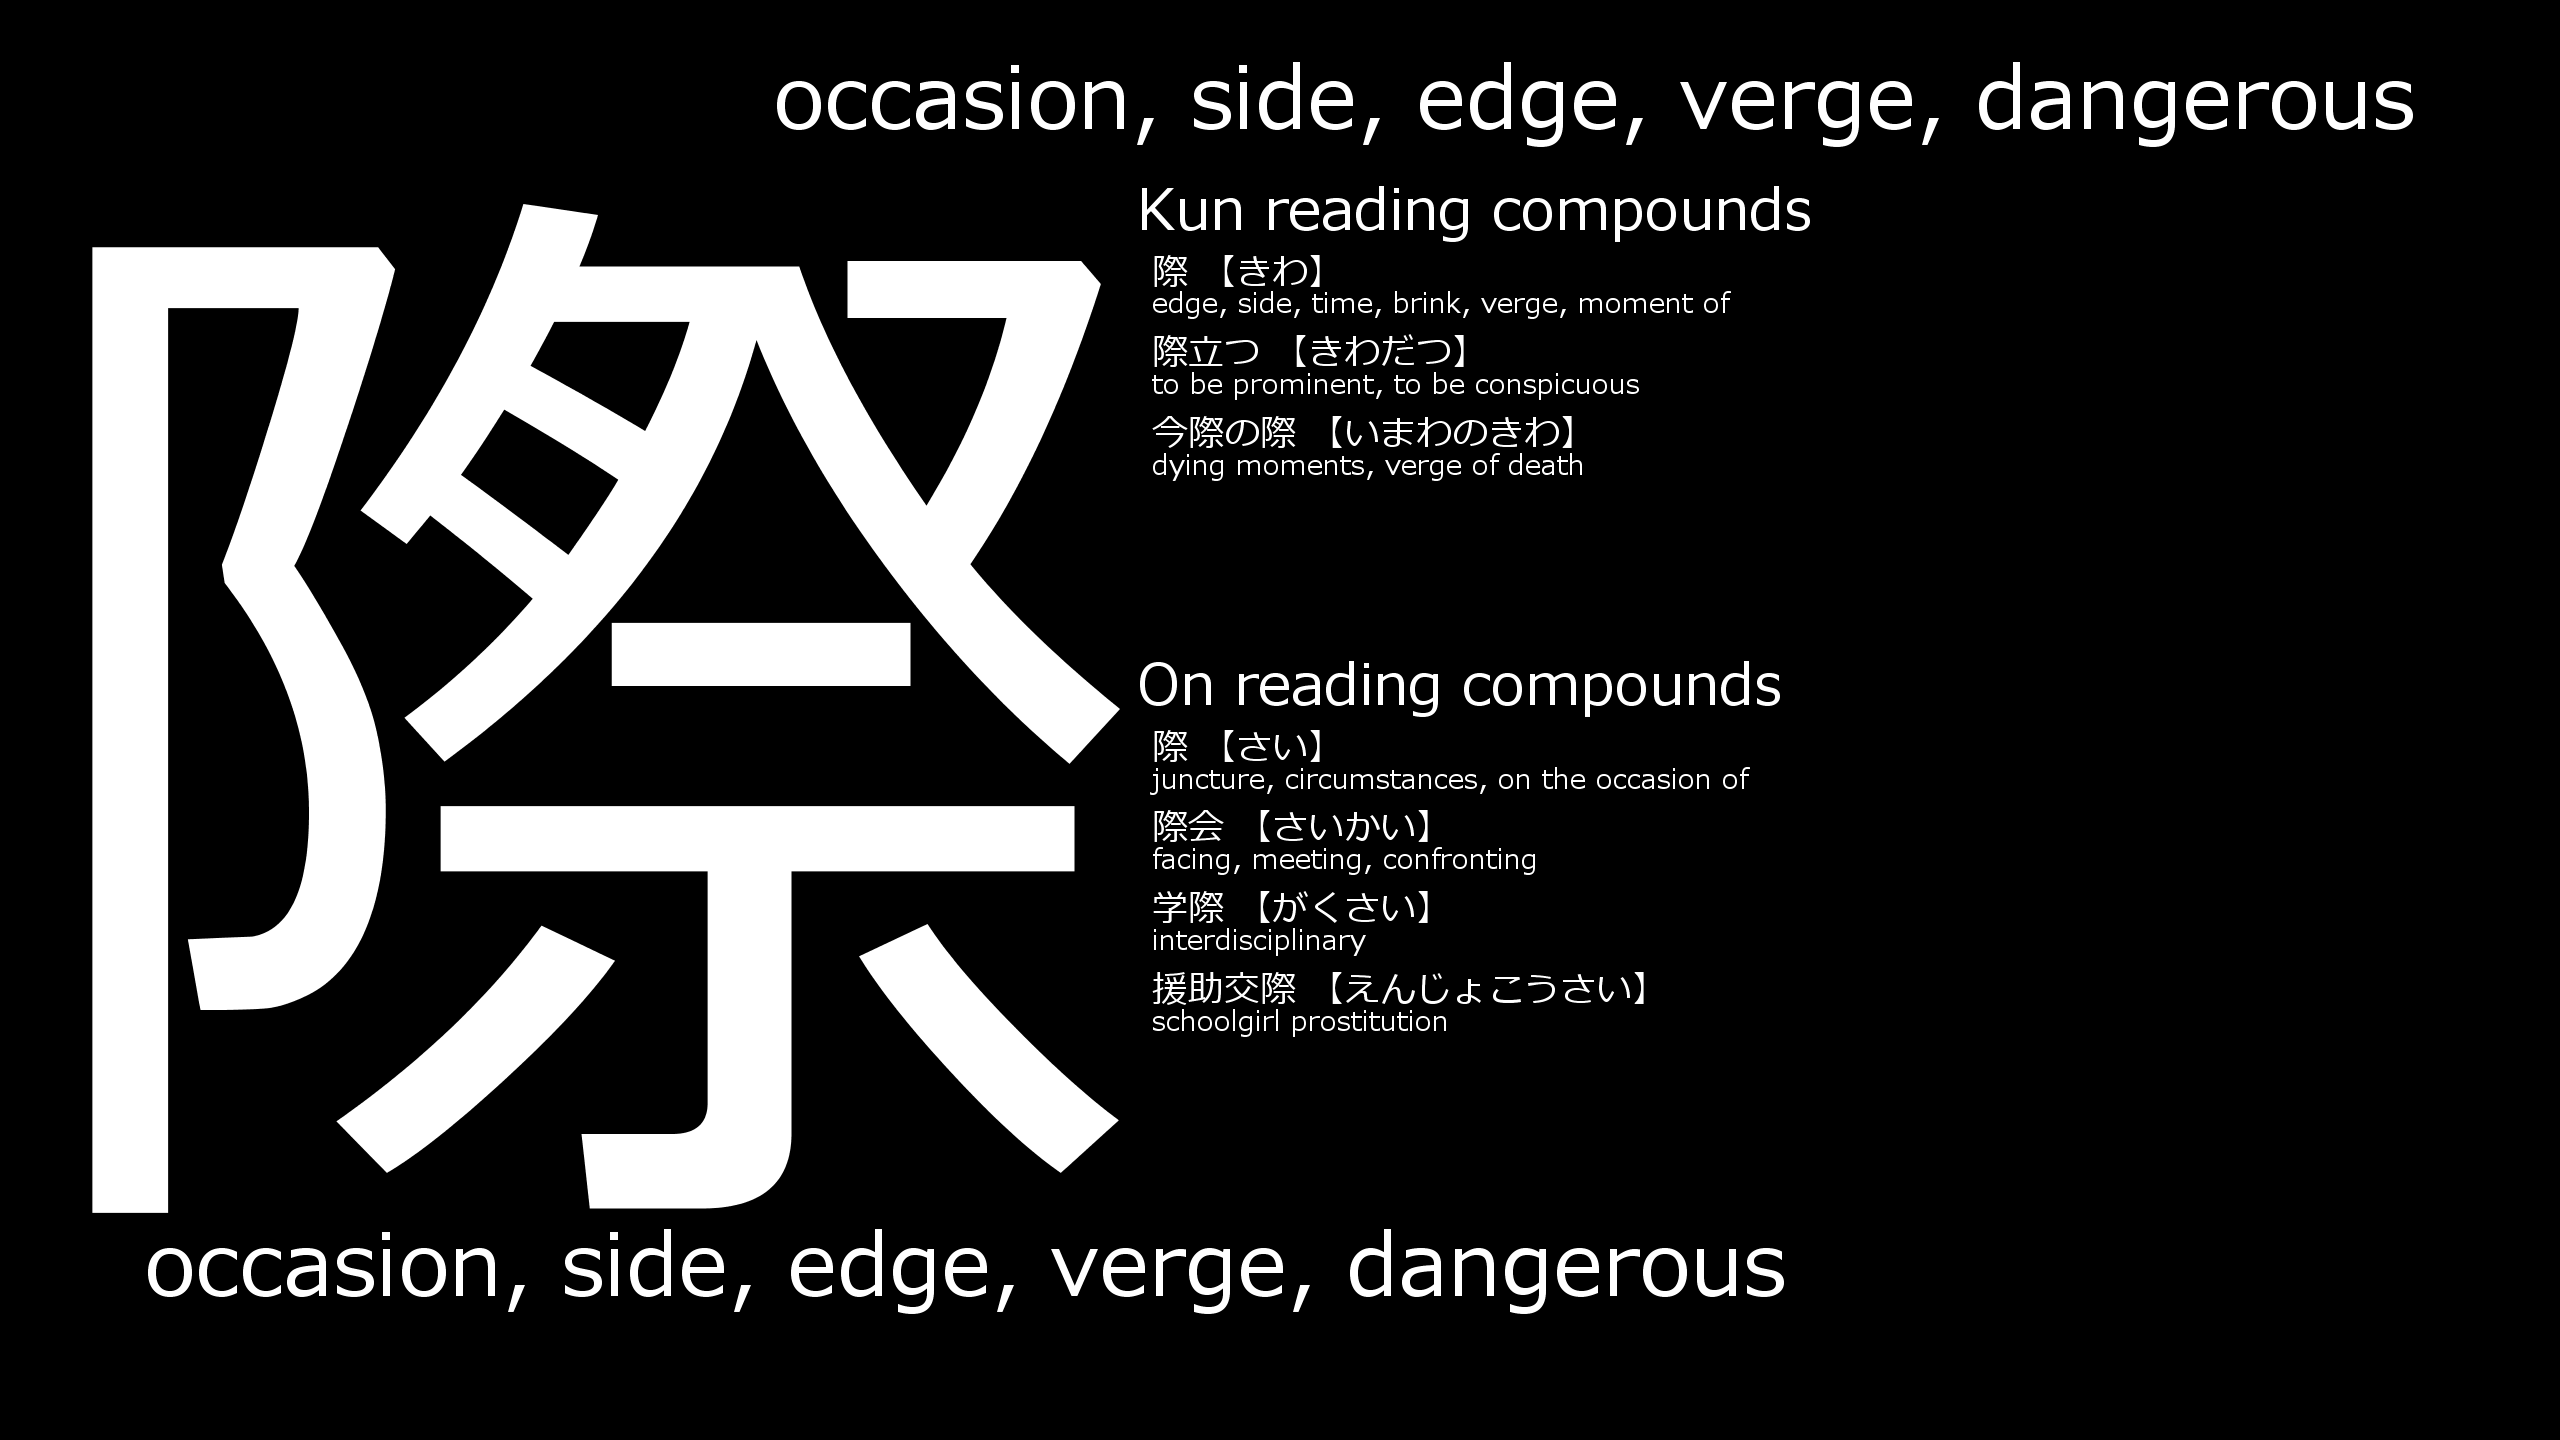 occasion, side, edge, verge, dangerous
際
Kun reading compounds
際 【きわ】
edge, side, time, brink, verge, moment of
際立つ 【きわだつ】
to be prominent, to be conspicuous
今際の際 【いまわのきわ】
dying moments, verge of death
On reading compounds
際 【さい】
juncture, circumstances, on the occasion of
際会 【さいかい】
facing, meeting, confronting
学際 【がくさい】
interdisciplinary
援助交際 【えんじょこうさい】
schoolgirl prostitution
occasion, side, edge, verge, dangerous